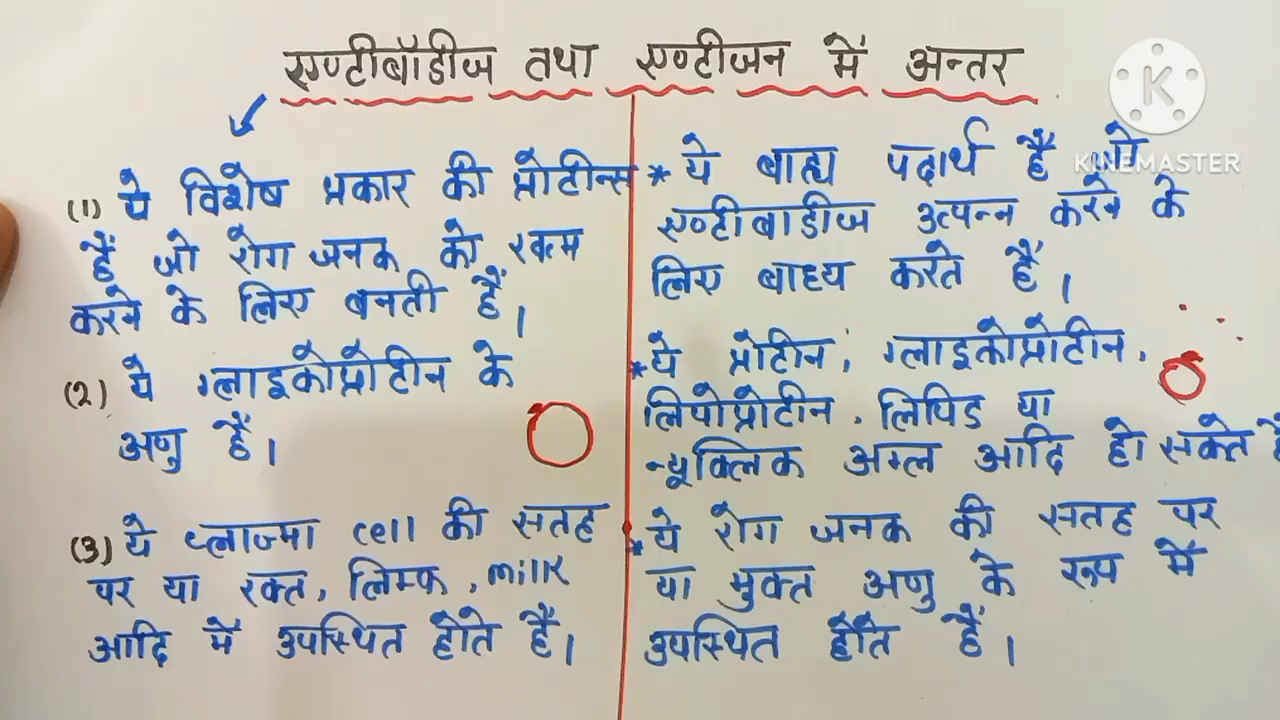 एण्टीबॉडीज तथा एण्टीजन में अन्तर
(1) ये विशेष प्रकार की प्रोटीन्स
हैं जो रोग जनक को खत्म
करने के लिए बनती हैं।
(2) ये ग्लाइकोप्रोटीन के
अणु हैं।
(3) ये प्लाज्मा cell की सतह
पर या रक्त, लिम्फ, milk
आदि में उपस्थित होते हैं।
* ये बाह्य पदार्थ हैं जो
एण्टीबाडीज उत्पन्न करने के
लिए बाध्य करते हैं।
* ये प्रोटीन, ग्लाइकोप्रोटीन,
लिपोप्रोटीन, लिपिड या
न्यूक्लिक अम्ल आदि हो सकते है
* ये रोग जनक की सतह पर
या मुक्त अणु के रूप में
उपस्थित होते हैं।
K
KINEMASTER